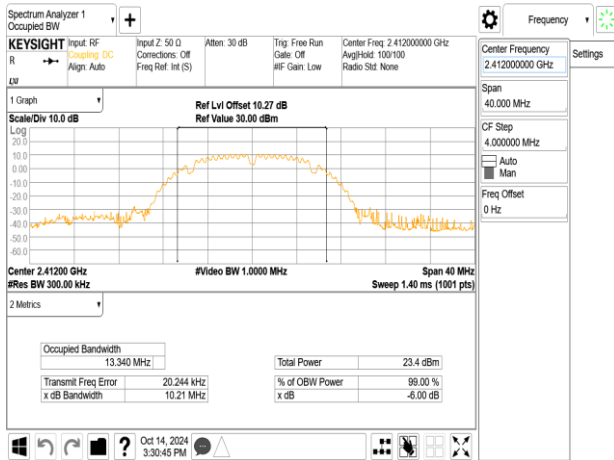 Spectrum Analyzer 1
Occupied BW
KEYSIGHT
R
LXI
Input: RF
Coupling: DC
Align: Auto
Input Z: 50 Ω
Corrections: Off
Freq Ref: Int (S)
Atten: 30 dB
Trig: Free Run
Gate: Off
#IF Gain: Low
Center Freq: 2.412000000 GHz
Avg|Hold: 100/100
Radio Std: None
1 Graph
Scale/Div 10.0 dB
Ref Lvl Offset 10.27 dB
Ref Value 30.00 dBm
Log
20.0
10.0
0.00
-10.0
-20.0
-30.0
-40.0
-50.0
-60.0
Center 2.41200 GHz
#Res BW 300.00 kHz
#Video BW 1.0000 MHz
Span 40 MHz
Sweep 1.40 ms (1001 pts)
2 Metrics
Occupied Bandwidth
13.340 MHz
Transmit Freq Error 20.244 kHz
x dB Bandwidth 10.21 MHz
Total Power 23.4 dBm
% of OBW Power 99.00 %
x dB -6.00 dB
Oct 14, 2024
3:30:45 PM
Frequency
Settings
Center Frequency
2.412000000 GHz
Span
40.000 MHz
CF Step
4.000000 MHz
Auto
Man
Freq Offset
0 Hz